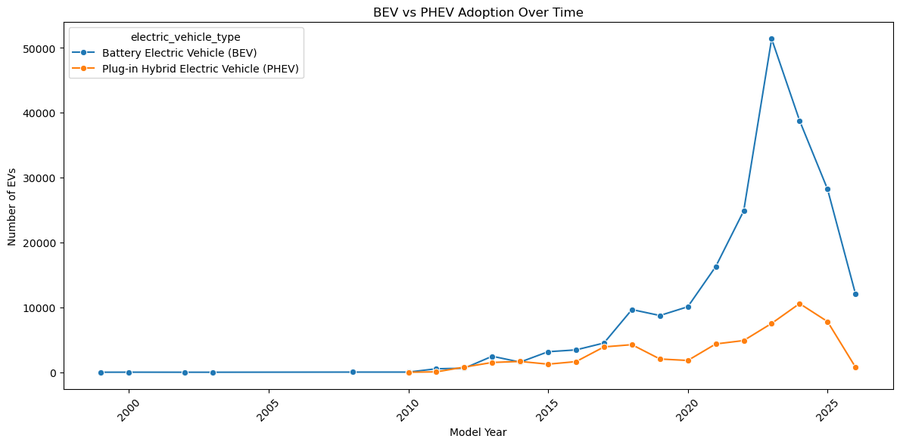 BEV vs PHEV Adoption Over Time
electric_vehicle_type
Battery Electric Vehicle (BEV)
Plug-in Hybrid Electric Vehicle (PHEV)
Number of EVs
50000
40000
30000
20000
10000
0
2000
2005
2010
2015
2020
2025
Model Year